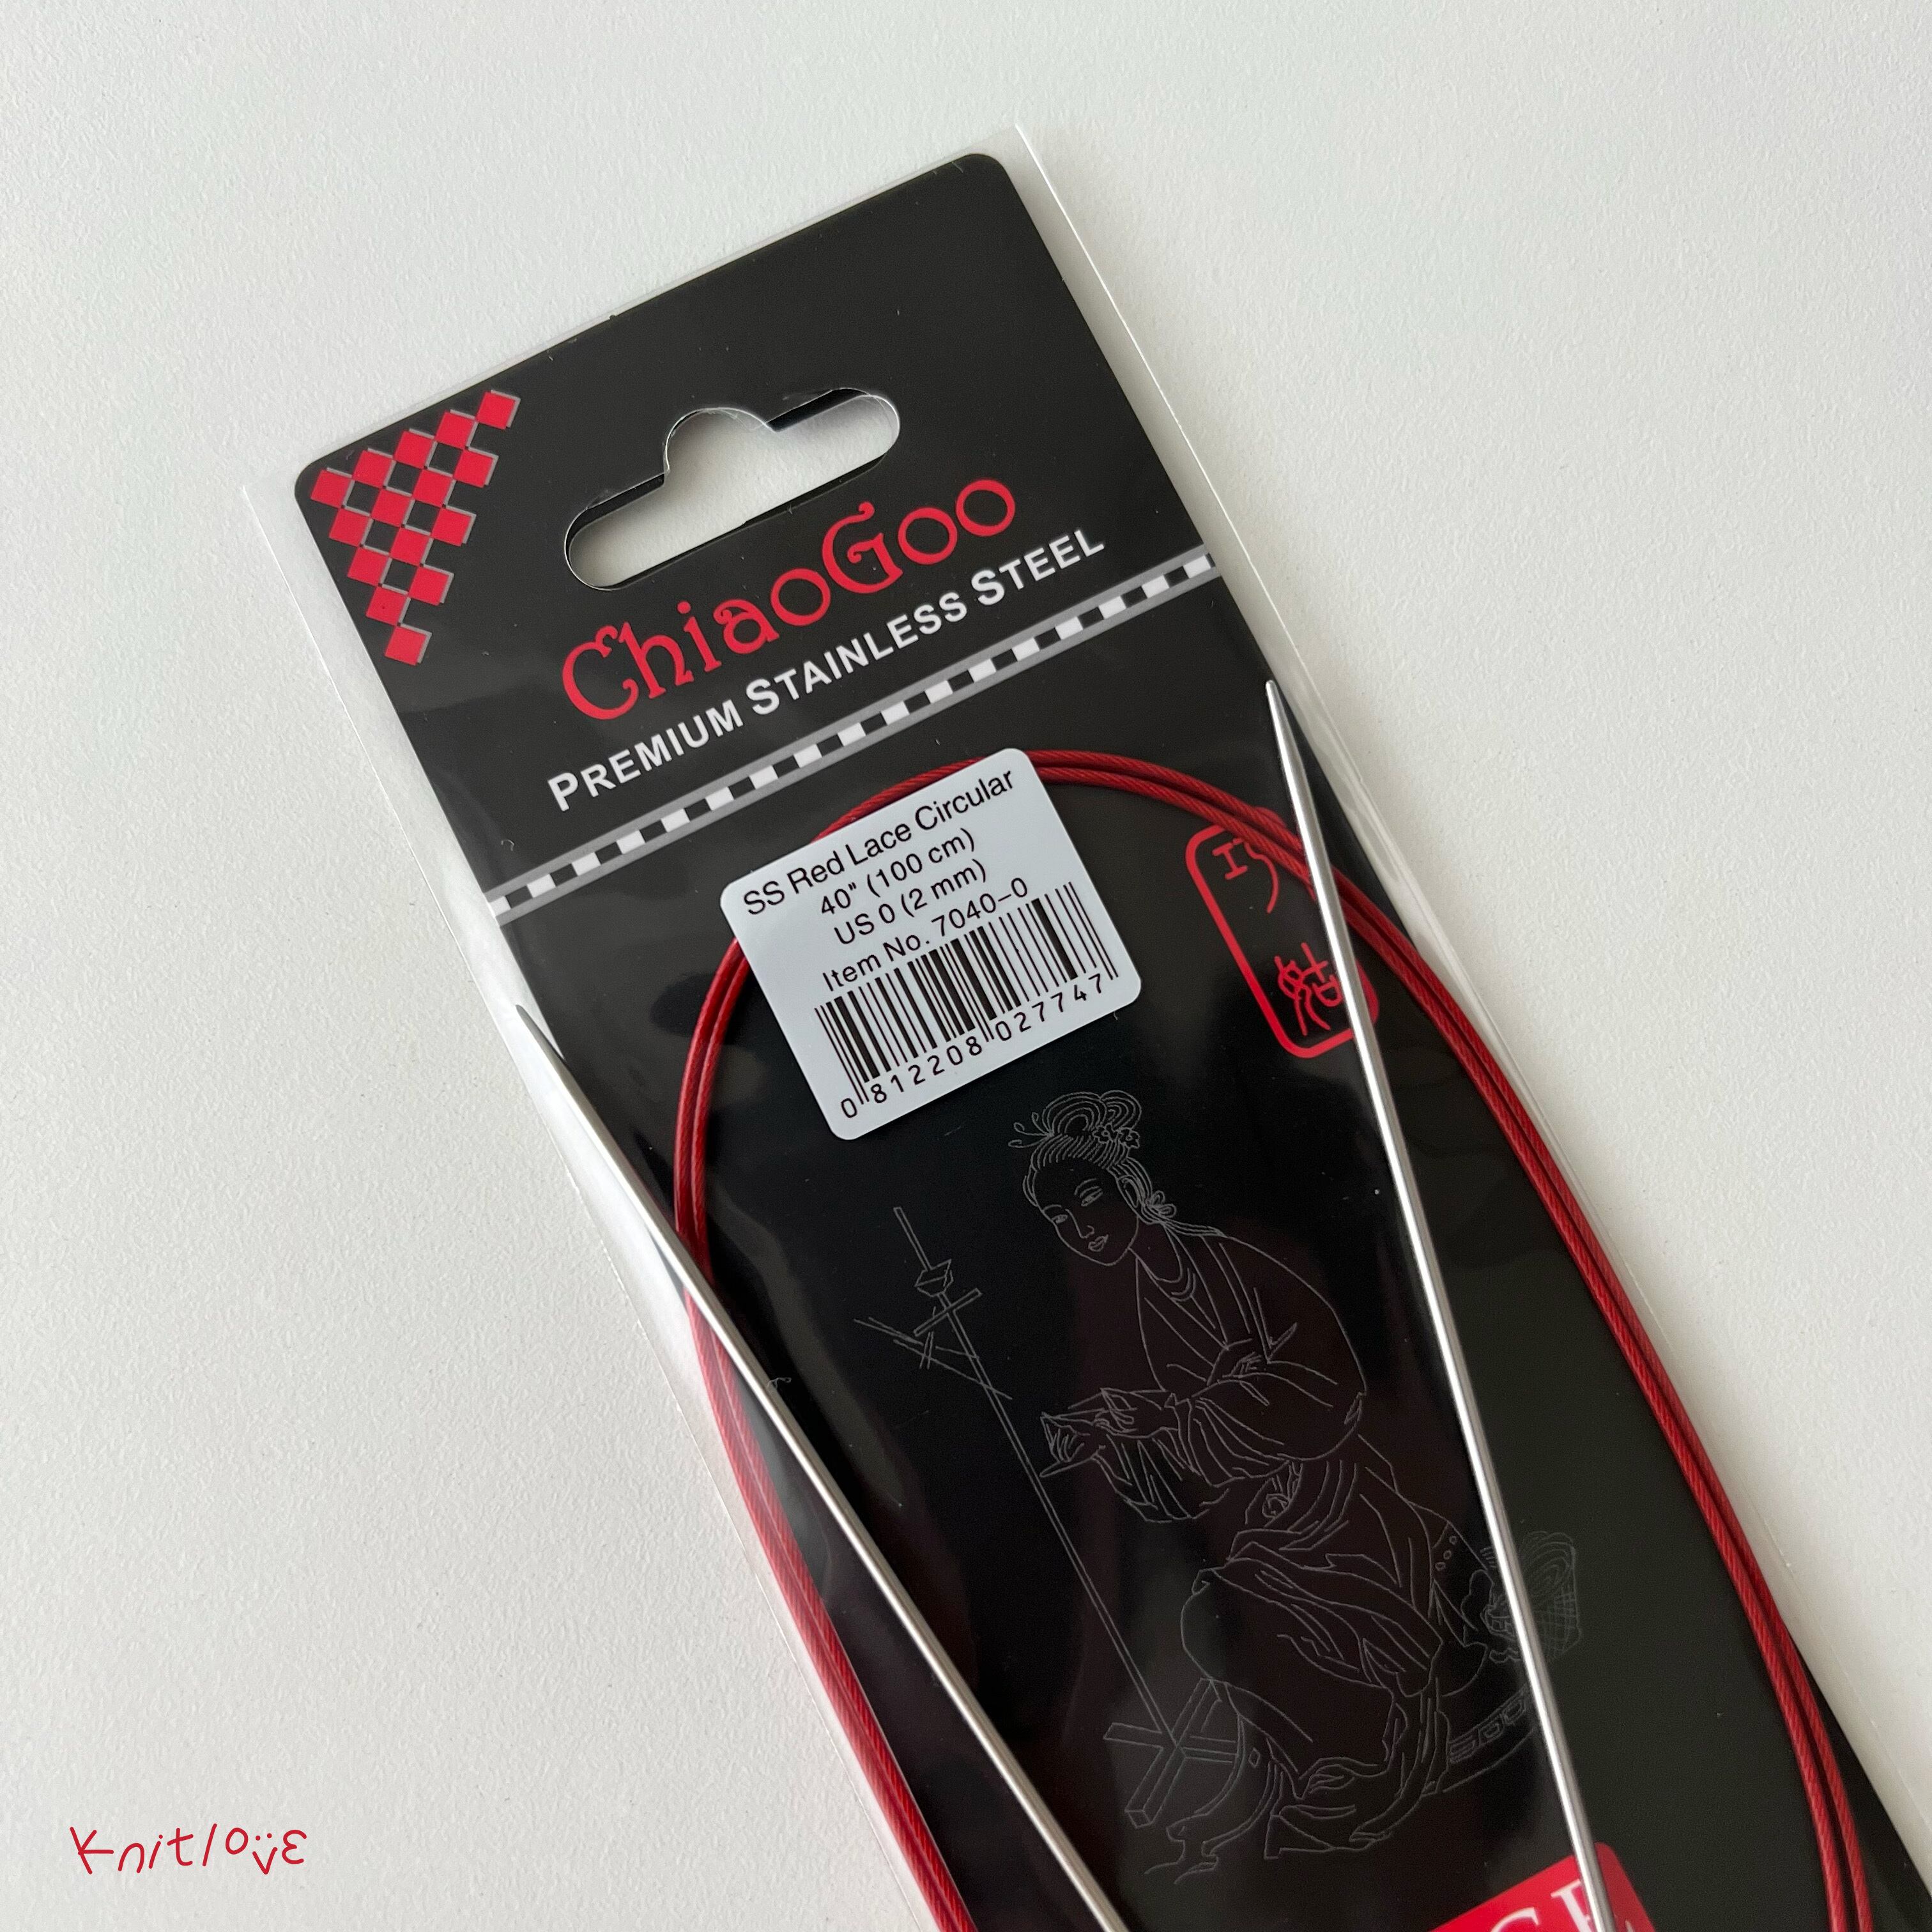 ChiaoGoo
PREMIUM STAINLESS STEEL
SS Red Lace Circular
40" (100 cm)
US 0 (2 mm)
Item No. 7040-0
0 812208 027747
巧
Knitlove